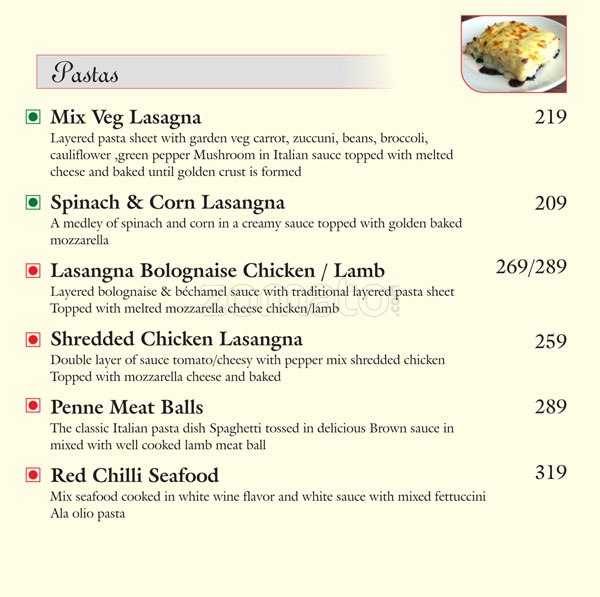 Pastas
Mix Veg Lasagna 219
Layered pasta sheet with garden veg carrot, zuccuni, beans, broccoli,
cauliflower ,green pepper Mushroom in Italian sauce topped with melted
cheese and baked until golden crust is formed
Spinach & Corn Lasangna 209
A medley of spinach and corn in a creamy sauce topped with golden baked
mozzarella
Lasangna Bolognaise Chicken / Lamb 269/289
Layered bolognaise & béchamel sauce with traditional layered pasta sheet
Topped with melted mozzarella cheese chicken/lamb
zomato.com
Shredded Chicken Lasangna 259
Double layer of sauce tomato/cheesy with pepper mix shredded chicken
Topped with mozzarella cheese and baked
Penne Meat Balls 289
The classic Italian pasta dish Spaghetti tossed in delicious Brown sauce in
mixed with well cooked lamb meat ball
Red Chilli Seafood 319
Mix seafood cooked in white wine flavor and white sauce with mixed fettuccini
Ala olio pasta